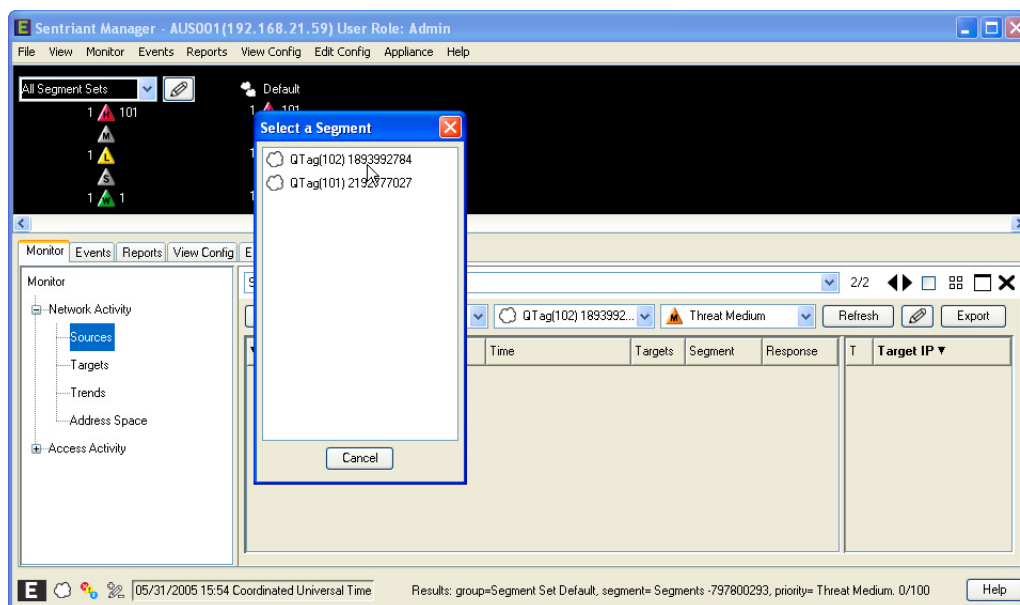 E Sentriant Manager - AUS001(192.168.21.59) User Role: Admin
File View Monitor Events Reports View Config Edit Config Appliance Help
All Segment Sets
Default
1 H 101
1
M
1 L
1
S
1 1
1
Select a Segment
QTag(102) 1893992784
QTag(101) 2192977027
Cancel
Monitor Events Reports View Config E
Monitor
Network Activity
Sources
Targets
Trends
Address Space
Access Activity
S
2/2
QTag(102) 1893992... M Threat Medium Refresh Export
Time Targets Segment Response T Target IP
E 05/31/2005 15:54 Coordinated Universal Time Results: group=Segment Set Default, segment= Segments -797800293, priority= Threat Medium. 0/100 Help